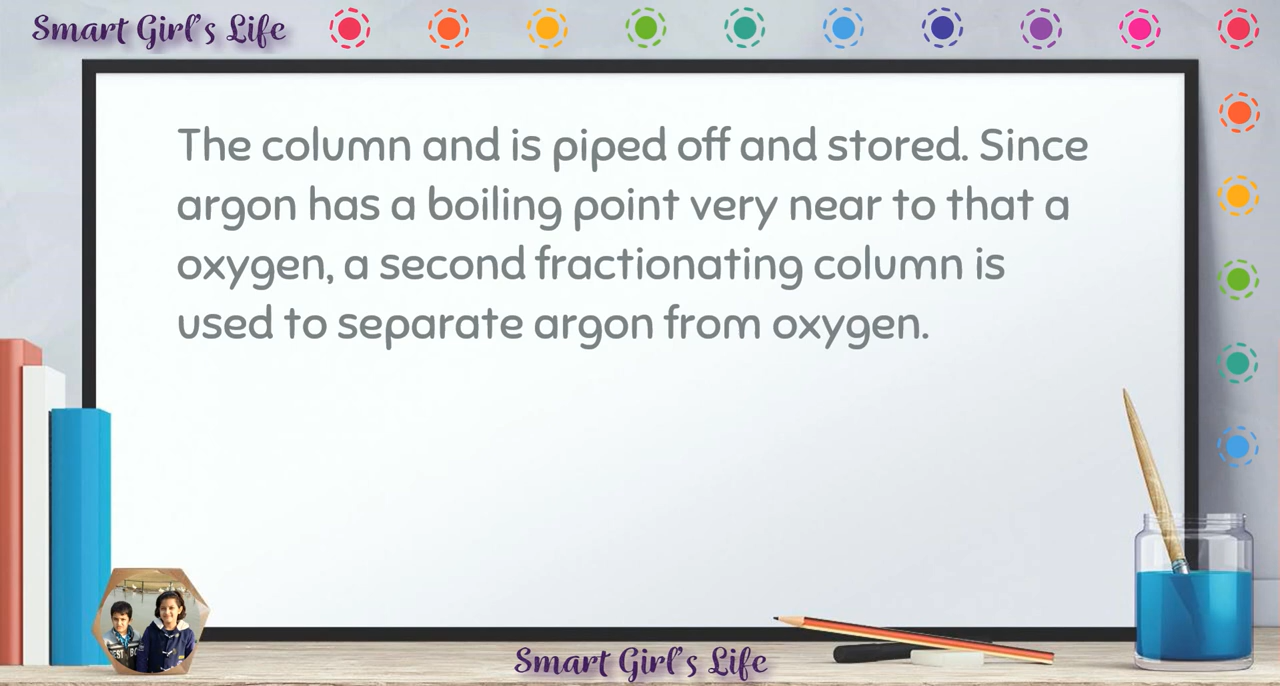 Smart Girl's Life
The column and is piped off and stored. Since
argon has a boiling point very near to that a
oxygen, a second fractionating column is
used to separate argon from oxygen.
Smart Girl's Life